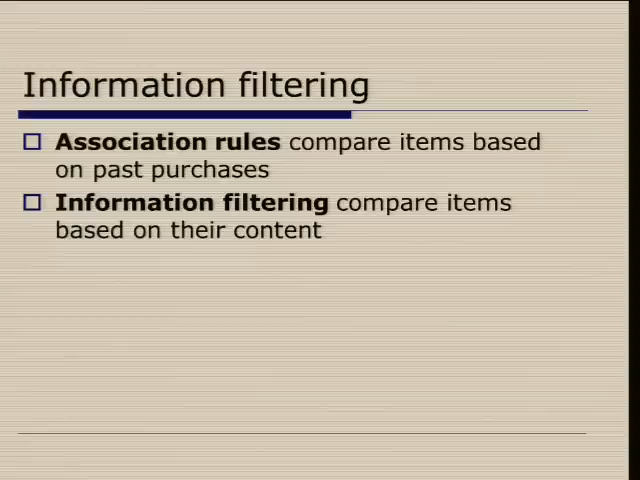 Information filtering
Association rules compare items based
on past purchases
Information filtering compare items
based on their content